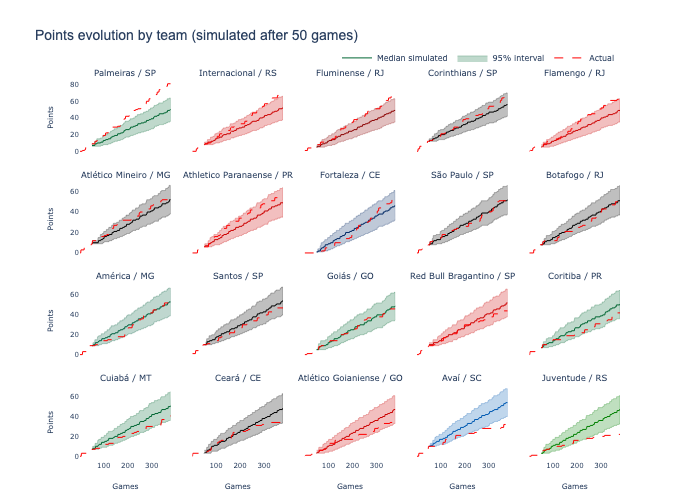 Points evolution by team (simulated after 50 games)
Median simulated 95% interval Actual
Palmeiras / SP Internacional / RS Fluminense / RJ Corinthians / SP Flamengo / RJ
Points
80
60
40
20
0
Atlético Mineiro / MG Athletico Paranaense / PR Fortaleza / CE São Paulo / SP Botafogo / RJ
Points
60
40
20
0
América / MG Santos / SP Goiás / GO Red Bull Bragantino / SP Coritiba / PR
Points
60
40
20
0
Cuiabá / MT Ceará / CE Atlético Goianiense / GO Avaí / SC Juventude / RS
Points
60
40
20
0
100 200 300 100 200 300 100 200 300 100 200 300 100 200 300
Games Games Games Games Games